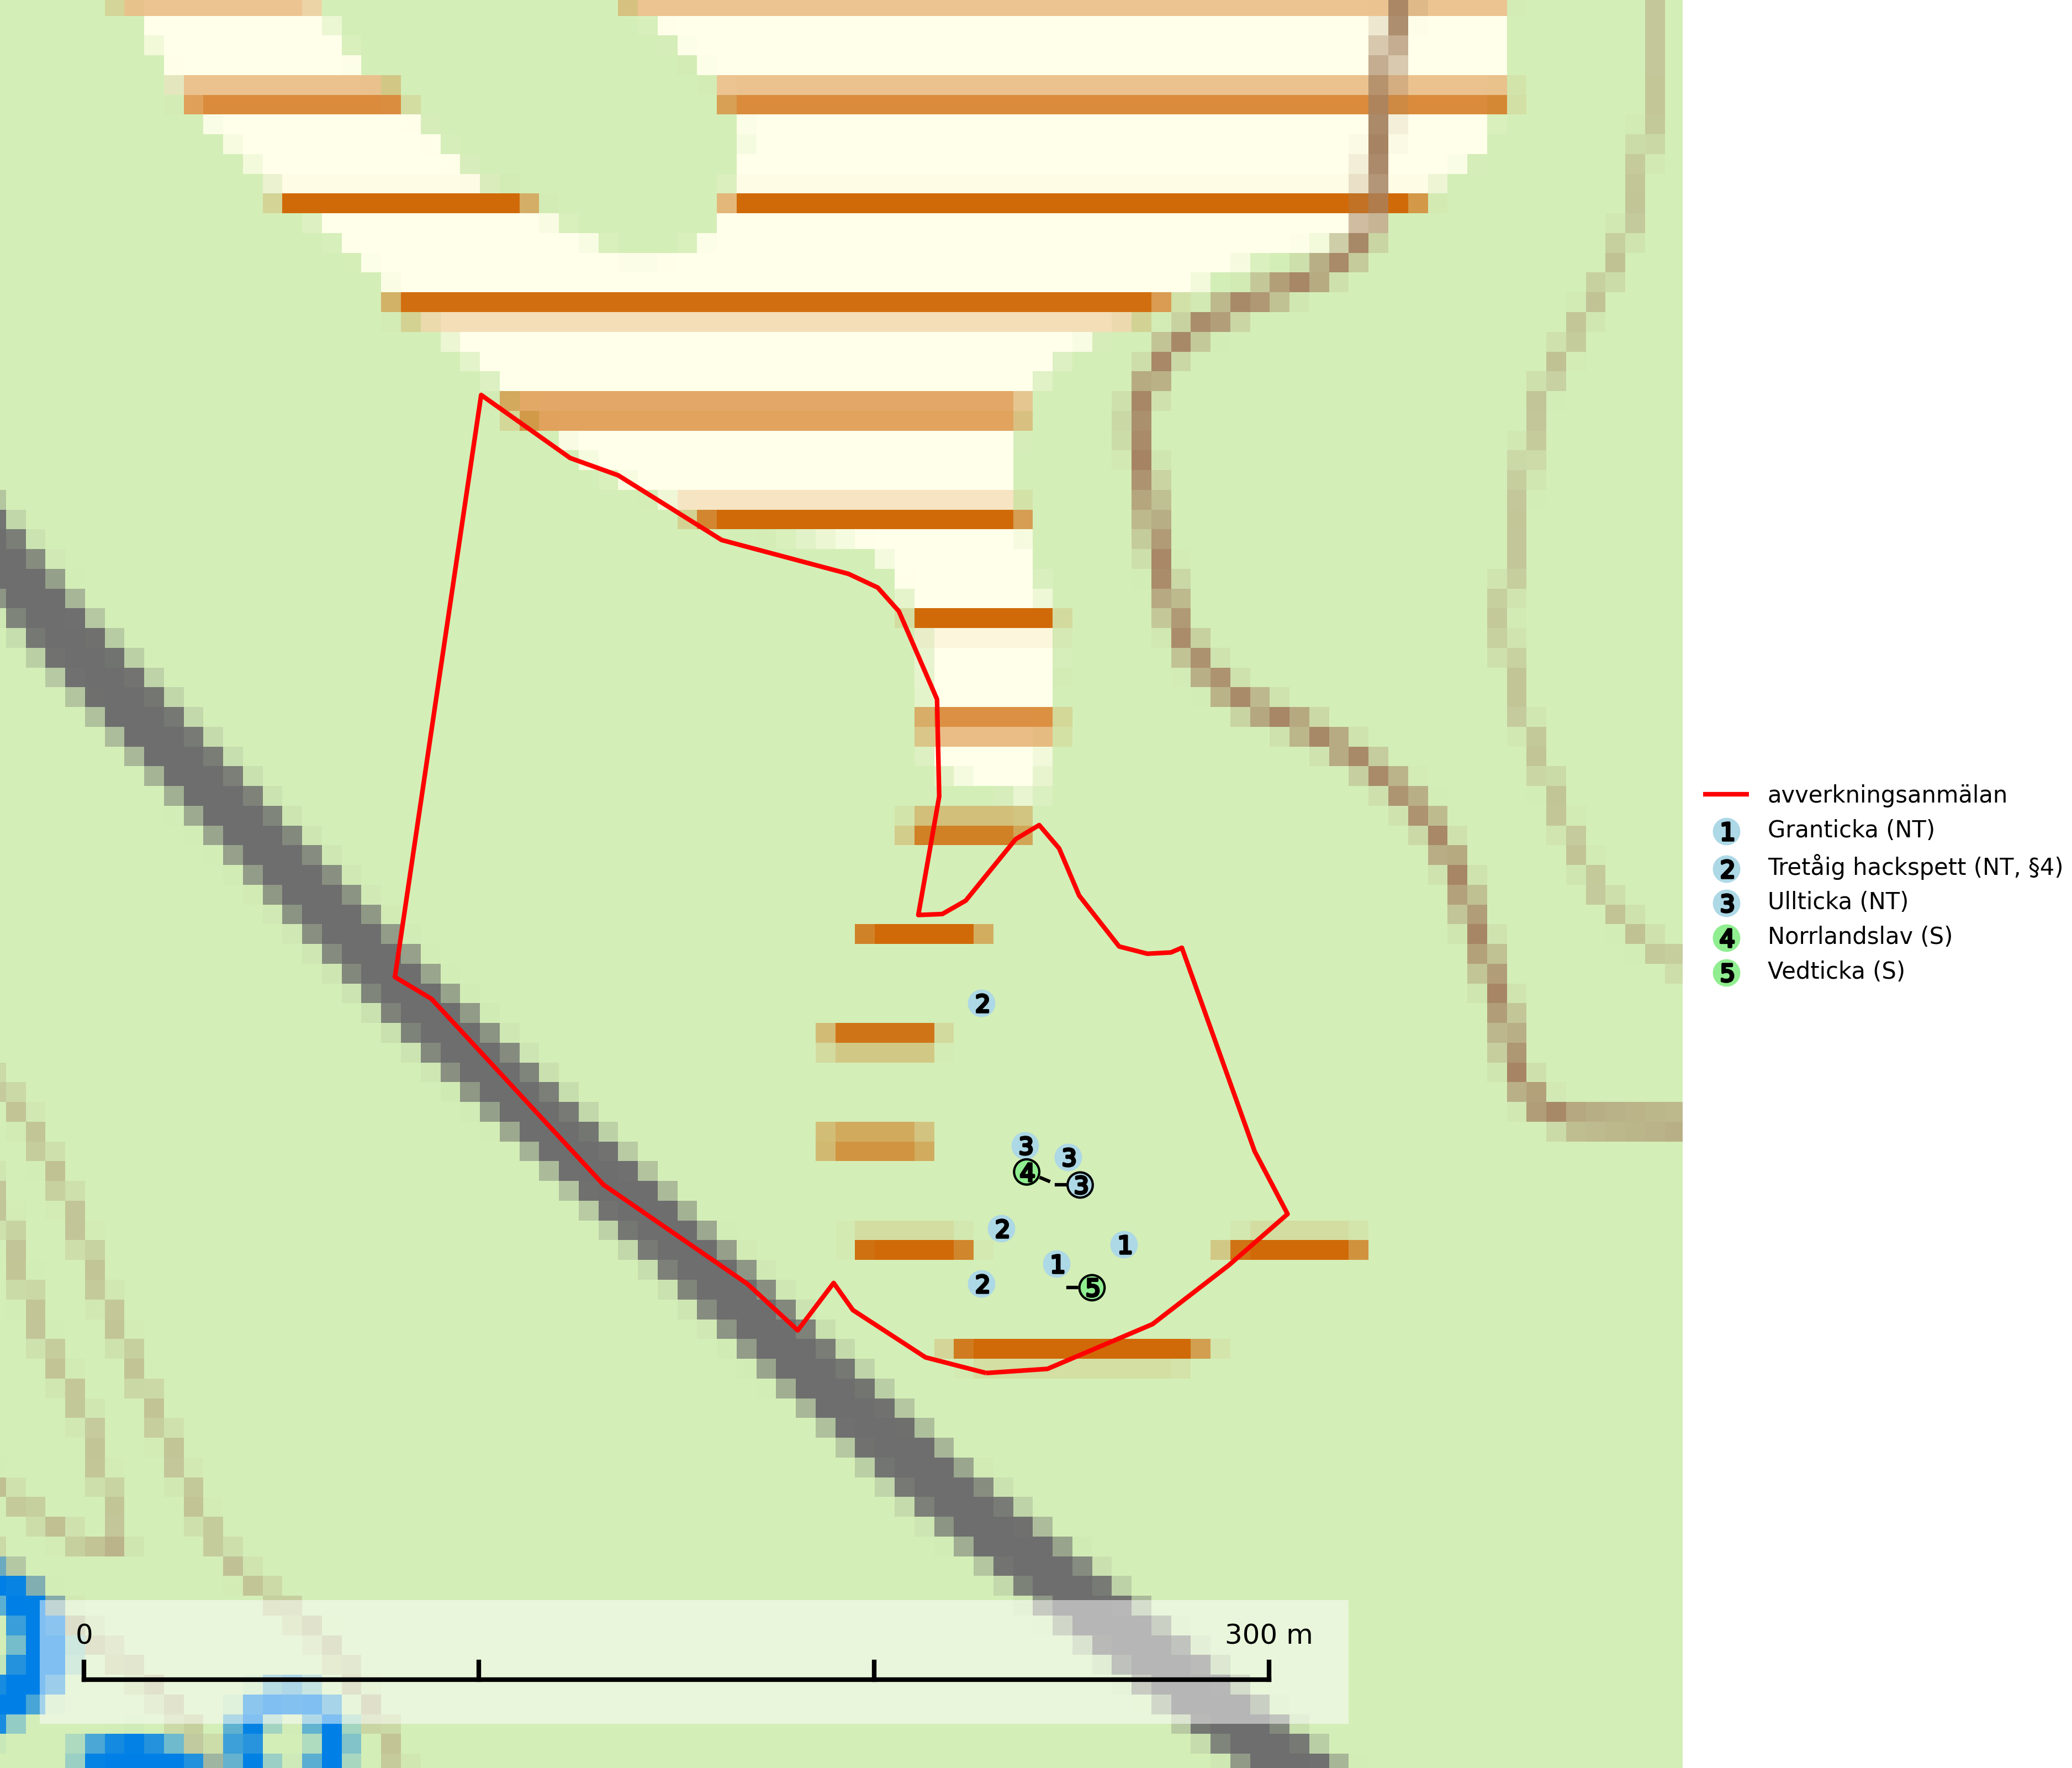 avverkningsanmälan
1 Granticka (NT)
2 Tretåig hackspett (NT, §4)
3 Ullticka (NT)
4 Norrlandslav (S)
5 Vedticka (S)
2
3
3
4
3
2
1
1
2
5
0 300 m